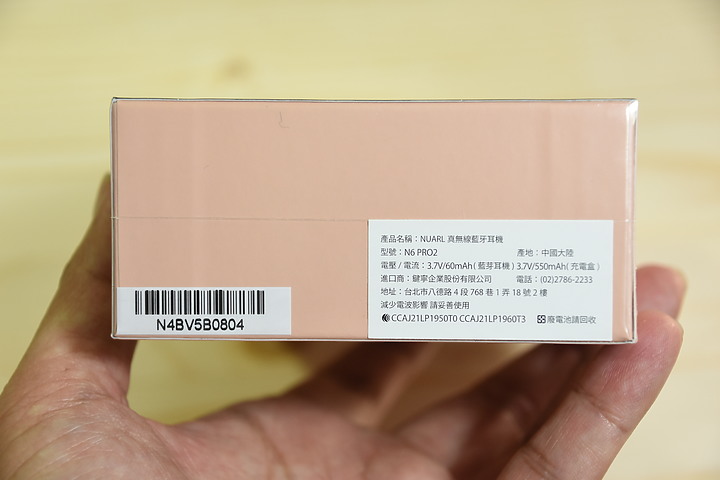 產品名稱：NUARL 真無線藍牙耳機
型號：N6 PRO2 產地：中國大陸
電壓 / 電流：3.7V/60mAh ( 藍芽耳機 ) 3.7V/550mAh ( 充電盒 )
進口商：鍵寧企業股份有限公司 電話：(02)2786-2233
地址：台北市八德路 4 段 768 巷 1 弄 18 號 2 樓
減少電波影響 請妥善使用
CCAJ21LP1950T0 CCAJ21LP1960T3 廢電池請回收
N4BV5B0804